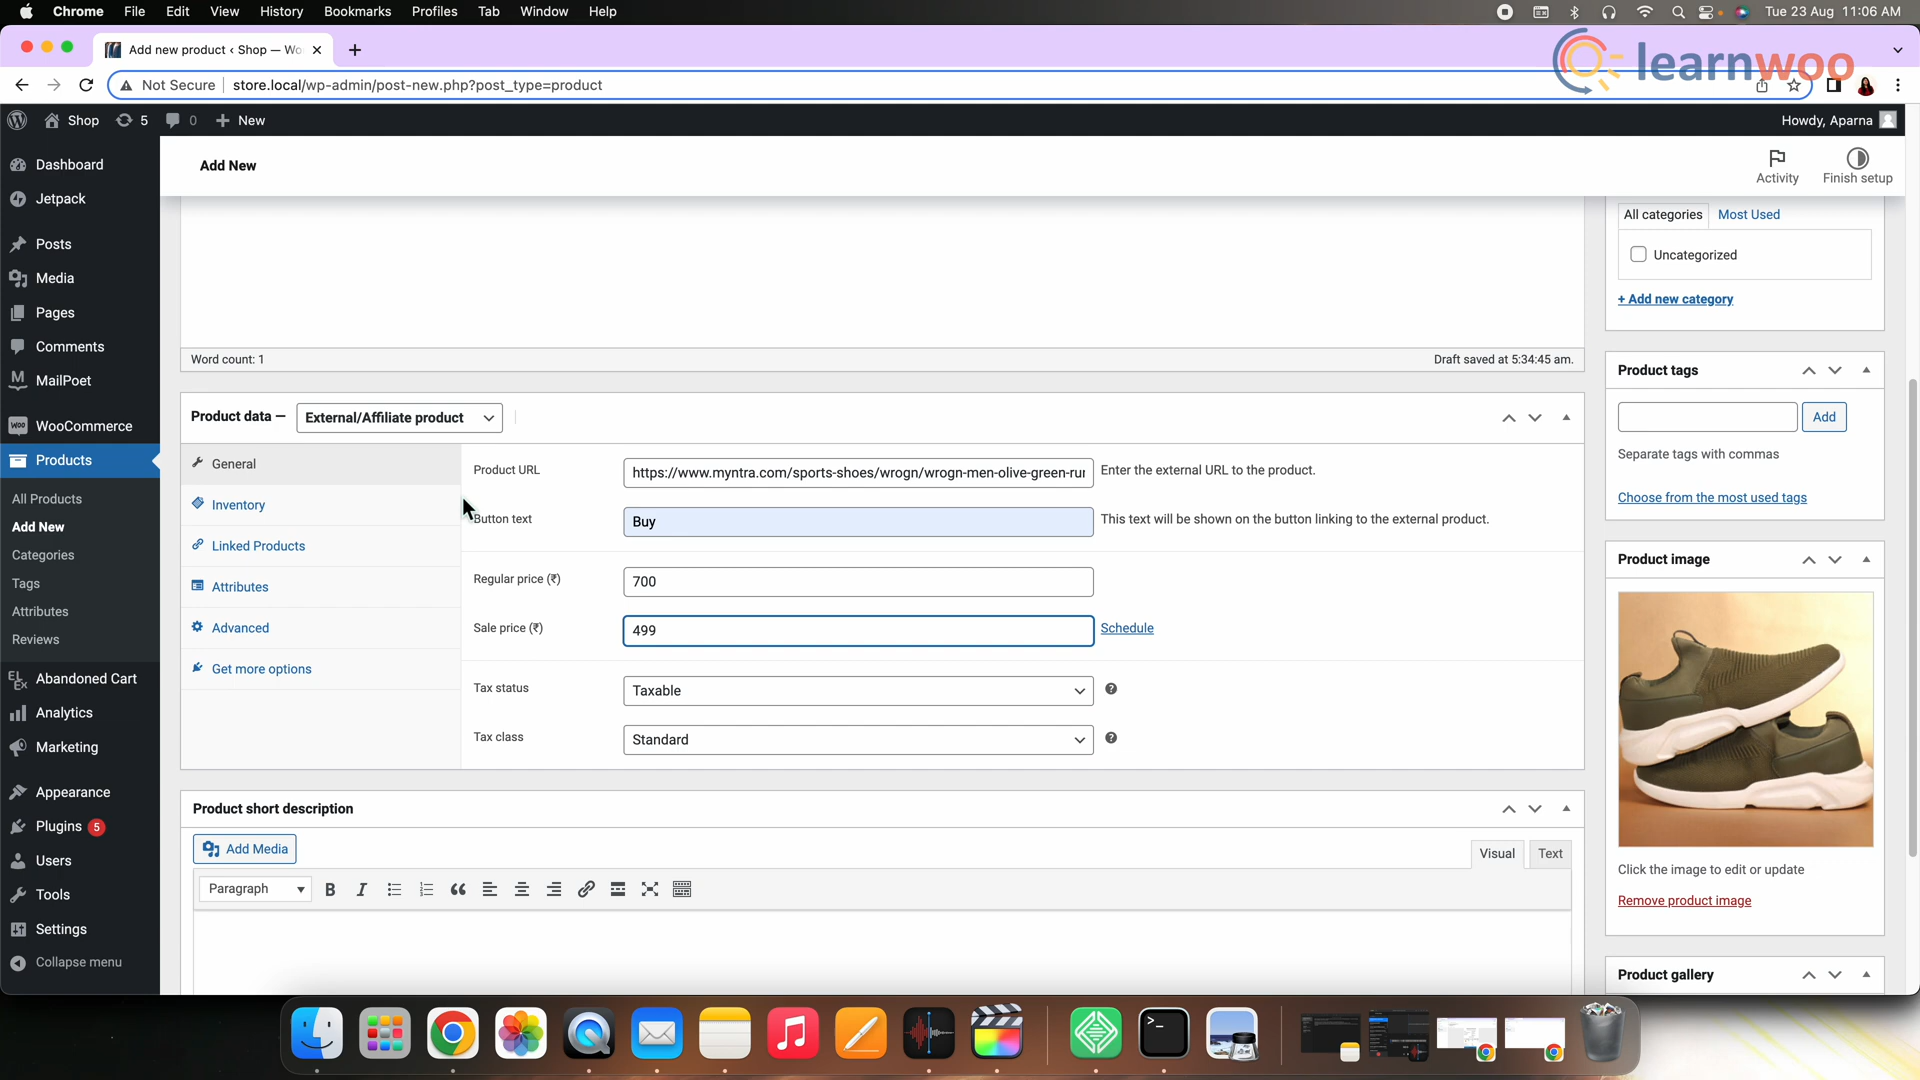 Chrome File Edit View History Bookmarks Profiles Tab Window Help Tue 23 Aug 11:06 AM
Add new product ‹ Shop — Wo
learnwoo
Not Secure store.local/wp-admin/post-new.php?post_type=product
Shop 5 0 + New Howdy, Aparna
Dashboard
Jetpack
Posts
Media
Pages
Comments
MailPoet
WooCommerce
Products
All Products
Add New
Categories
Tags
Attributes
Reviews
Abandoned Cart
Analytics
Marketing
Appearance
Plugins 5
Users
Tools
Settings
Collapse menu
Add New
Activity
Finish setup
Word count: 1 Draft saved at 5:34:45 am.
Product data — External/Affiliate product
General
Inventory
Linked Products
Attributes
Advanced
Get more options
Product URL https://www.myntra.com/sports-shoes/wrogn/wrogn-men-olive-green-rur Enter the external URL to the product.
Button text Buy This text will be shown on the button linking to the external product.
Regular price (₹) 700
Sale price (₹) 499 Schedule
Tax status Taxable
Tax class Standard
Product short description
Add Media
Visual Text
Paragraph
All categories Most Used
Uncategorized
+ Add new category
Product tags
Add
Separate tags with commas
Choose from the most used tags
Product image
Click the image to edit or update
Remove product image
Product gallery